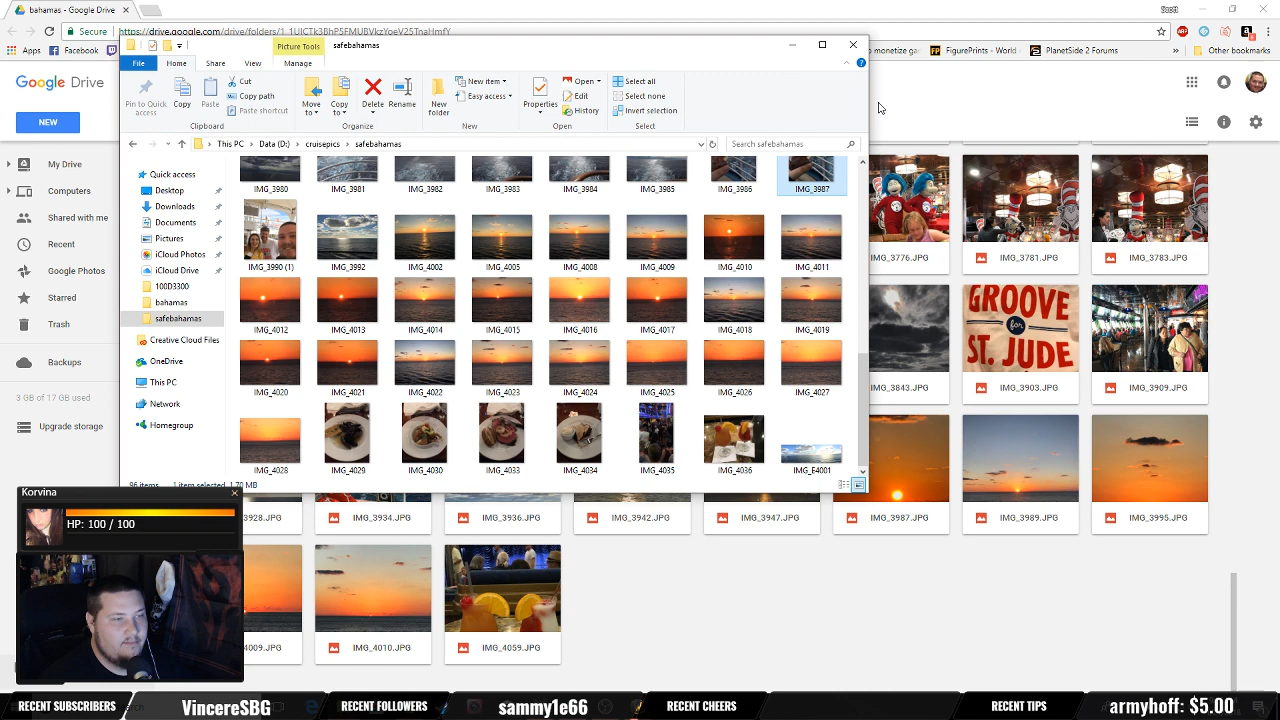 bahamas - Google Drive
Scott
Secure
https://drive.google.com/drive/folders/
Apps
Facebook
monetize ga
FigurePrints - World
PlanetSide 2 Forums
Other bookmarks
Picture Tools
safebahamas
File
Home
Share
View
Manage
Pin to Quick access
Copy
Paste
Cut
Copy path
Paste shortcut
Move to
Copy to
Delete
Rename
New folder
New item
Easy access
Properties
Open
Edit
History
Select all
Select none
Invert selection
Clipboard
Organize
New
Open
Select
This PC
Data (D:)
cruisepics
safebahamas
Search safebahamas
Google Drive
NEW
My Drive
Computers
Shared with me
Recent
Google Photos
Starred
Trash
Backups
3 GB of 17 GB used
Upgrade storage
Quick access
Desktop
Downloads
Documents
Pictures
iCloud Photos
iCloud Drive
100D3300
bahamas
safebahamas
Creative Cloud Files
OneDrive
This PC
Network
Homegroup
IMG_3980
IMG_3981
IMG_3982
IMG_3983
IMG_3984
IMG_3985
IMG_3986
IMG_3987
IMG_3990 (1)
IMG_3992
IMG_4002
IMG_4005
IMG_4008
IMG_4009
IMG_4010
IMG_4011
IMG_4012
IMG_4013
IMG_4014
IMG_4015
IMG_4016
IMG_4017
IMG_4018
IMG_4019
IMG_4020
IMG_4021
IMG_4022
IMG_4023
IMG_4024
IMG_4025
IMG_4026
IMG_4027
IMG_4028
IMG_4029
IMG_4030
IMG_4033
IMG_4034
IMG_4035
IMG_4036
IMG_E4001
96 items
1 item selected
1.70 MB
_3776.JPG
IMG_3781.JPG
IMG_3783.JPG
GROOVE
for
ST. JUDE
_3843.JPG
IMG_3903.JPG
IMG_3909.JPG
_3928.JPG
IMG_3934.JPG
IMG_3936.JPG
IMG_3942.JPG
IMG_3947.JPG
IMG_3987.JPG
IMG_3989.JPG
IMG_3995.JPG
4009.JPG
IMG_4010.JPG
IMG_4059.JPG
Korvina
HP: 100 / 100
RECENT SUBSCRIBERS
VincereSBG
RECENT FOLLOWERS
sammy1e66
RECENT CHEERS
RECENT TIPS
armyhoff: $5.00